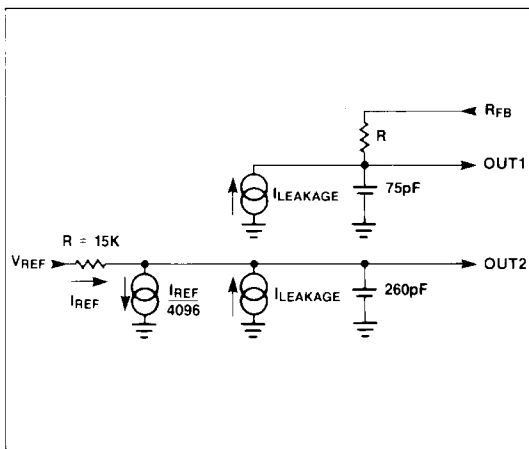 RFB
R
OUT1
ILEAKAGE
75pF
R = 15K
VREF
OUT2
IREF
IREF
4096
ILEAKAGE
260pF